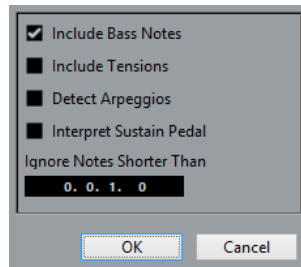 Include Bass Notes
Include Tensions
Detect Arpeggios
Interpret Sustain Pedal
Ignore Notes Shorter Than
0. 0. 1. 0
OK Cancel